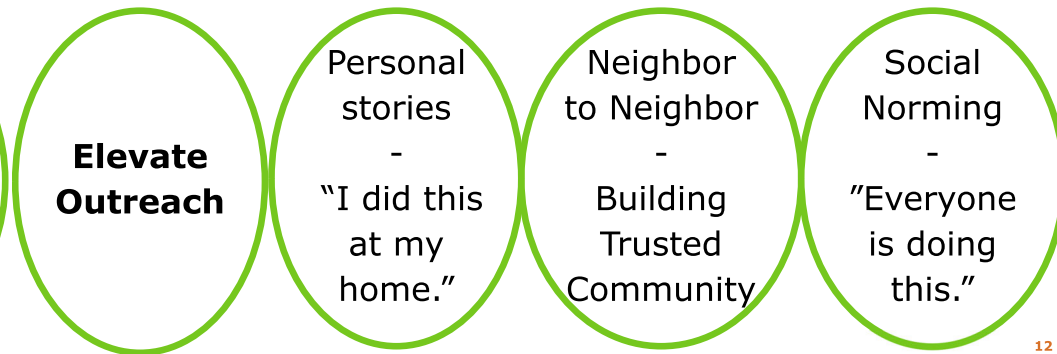 Elevate
Outreach
Personal
stories
-
“I did this
at my
home.”
Neighbor
to Neighbor
-
Building
Trusted
Community
Social
Norming
-
”Everyone
is doing
this.”
12